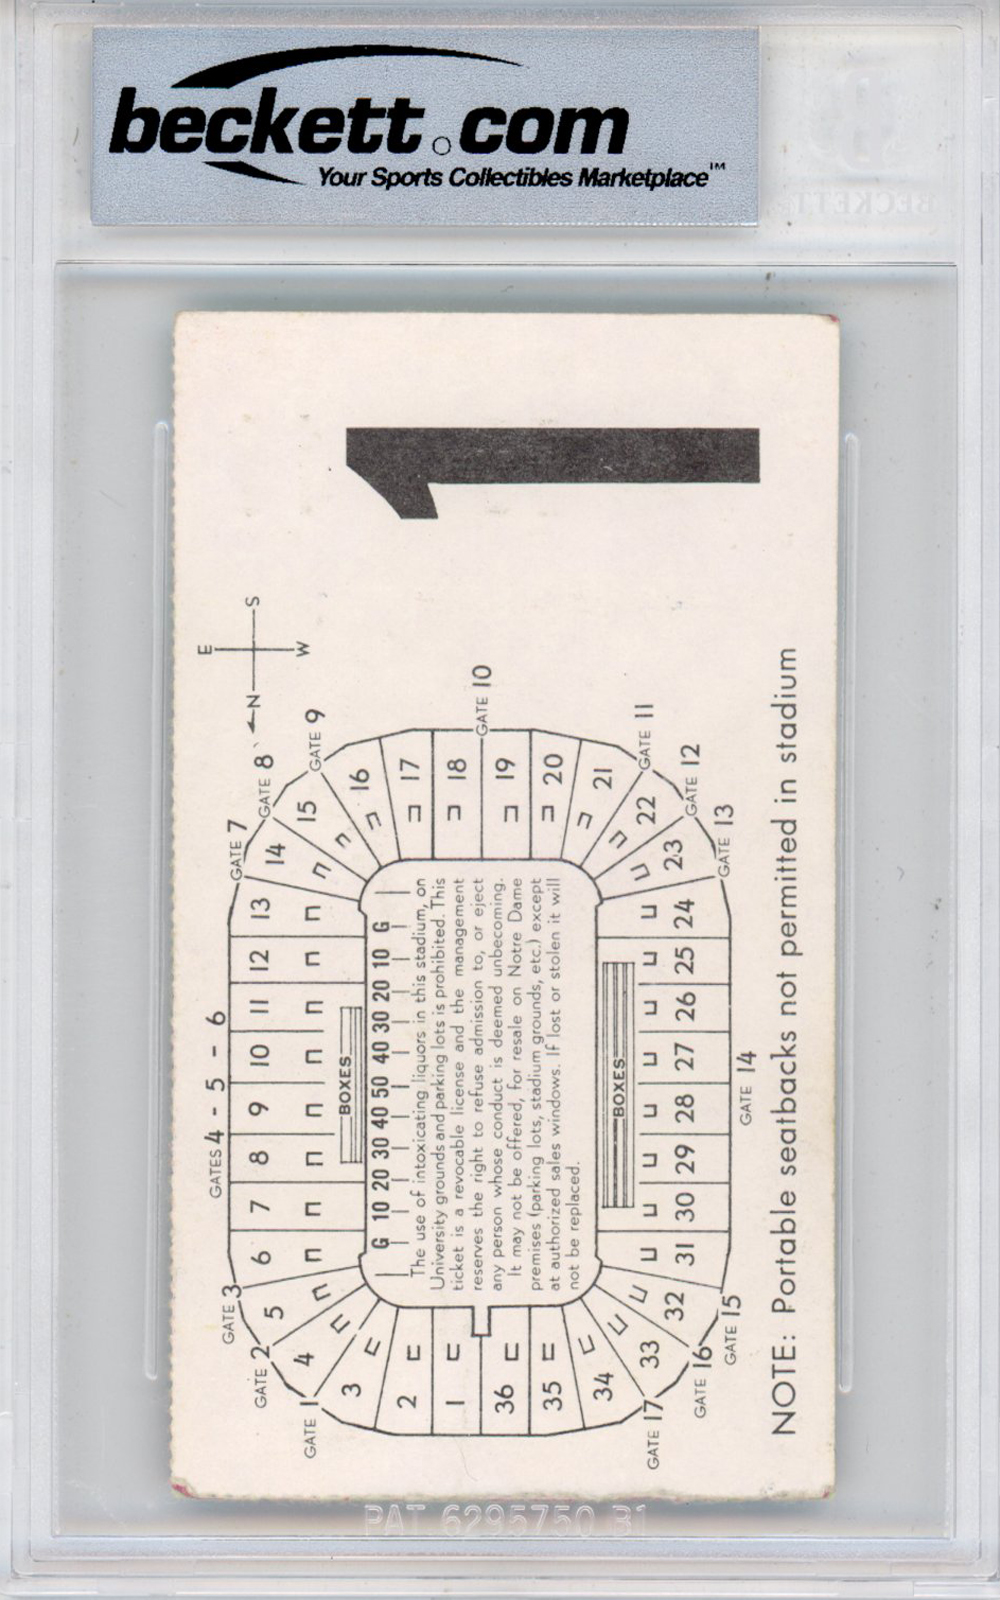 beckett.com
Your Sports Collectibles Marketplace™
BECKETT
1
E
N S
W
GATES 4 - 5 - 6
GATE 3
GATE 2
GATE 1
GATE 7
GATE 8
GATE 9
GATE 10
GATE 11
GATE 12
GATE 13
GATE 14
GATE 15
GATE 16
GATE 17
1
2
3
4
5
6
7
8
9
10
11
12
13
14
15
16
17
18
19
20
21
22
23
24
25
26
27
28
29
30
31
32
33
34
35
36
BOXES
G 10 20 30 40 50 40 30 20 10 G
The use of intoxicating liquors in this stadium, on
University grounds and parking lots is prohibited. This
ticket is a revocable license and the management
reserves the right to refuse admission to, or eject
any person whose conduct is deemed unbecoming.
It may not be offered, for resale on Notre Dame
premises (parking lots, stadium grounds, etc.) except
at authorized sales windows. If lost or stolen it will
not be replaced.
BOXES
NOTE: Portable seatbacks not permitted in stadium
PAT 6295750 B1